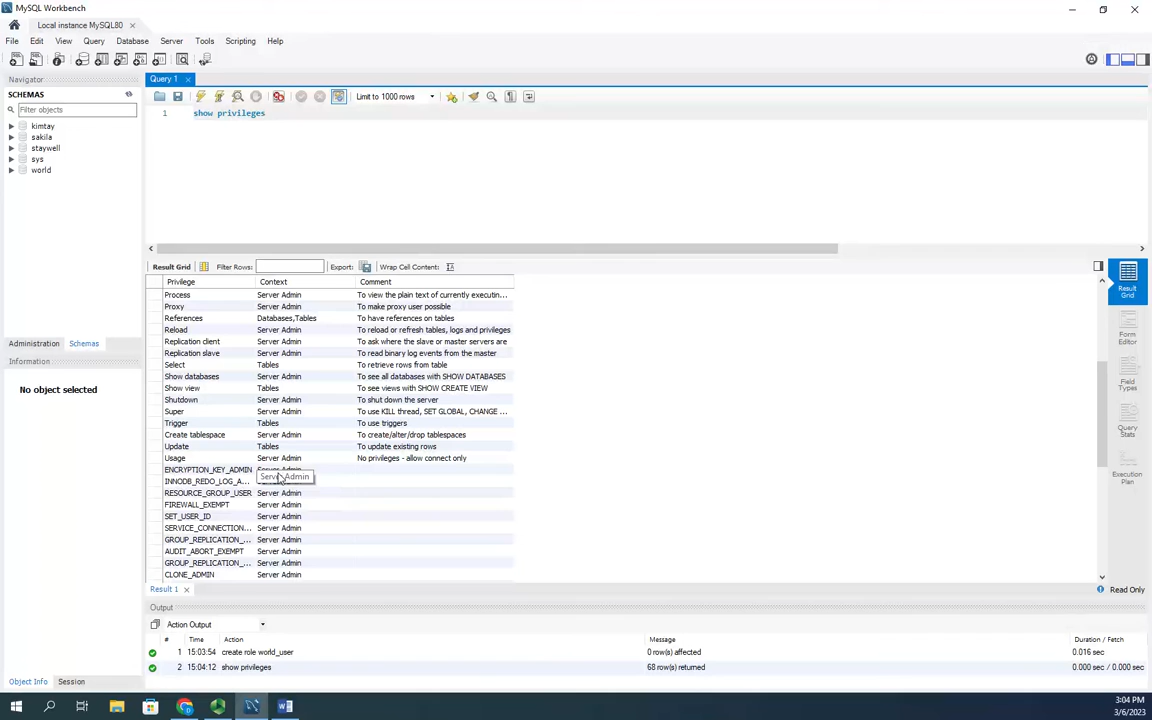 MySQL Workbench
Local instance MySQL80
File Edit View Query Database Server Tools Scripting Help
Navigator
SCHEMAS
Filter objects
kimtay
sakila
staywell
sys
world
Administration Schemas
Information
No object selected
Object Info Session
Query 1
Limit to 1000 rows
1 show privileges
Result Grid Filter Rows: Export: Wrap Cell Content:
Privilege Context Comment
Process Server Admin To view the plain text of currently executin...
Proxy Server Admin To make proxy user possible
References Databases,Tables To have references on tables
Reload Server Admin To reload or refresh tables, logs and privileges
Replication client Server Admin To ask where the slave or master servers are
Replication slave Server Admin To read binary log events from the master
Select Tables To retrieve rows from table
Show databases Server Admin To see all databases with SHOW DATABASES
Show view Tables To see views with SHOW CREATE VIEW
Shutdown Server Admin To shut down the server
Super Server Admin To use KILL thread, SET GLOBAL, CHANGE ...
Trigger Tables To use triggers
Create tablespace Server Admin To create/alter/drop tablespaces
Update Tables To update existing rows
Usage Server Admin No privileges - allow connect only
ENCRYPTION_KEY_ADMIN Server Admin
Server Admin
INNODB_REDO_LOG_A...
RESOURCE_GROUP_USER Server Admin
FIREWALL_EXEMPT Server Admin
SET_USER_ID Server Admin
SERVICE_CONNECTION... Server Admin
GROUP_REPLICATION_... Server Admin
AUDIT_ABORT_EXEMPT Server Admin
GROUP_REPLICATION_... Server Admin
CLONE_ADMIN Server Admin
Result Grid
Form Editor
Field Types
Query Stats
Execution Plan
Result 1
Read Only
Output
Action Output
# Time Action Message Duration / Fetch
1 15:03:54 create role world_user 0 row(s) affected 0.016 sec
2 15:04:12 show privileges 68 row(s) returned 0.000 sec / 0.000 sec
3:04 PM
3/6/2023